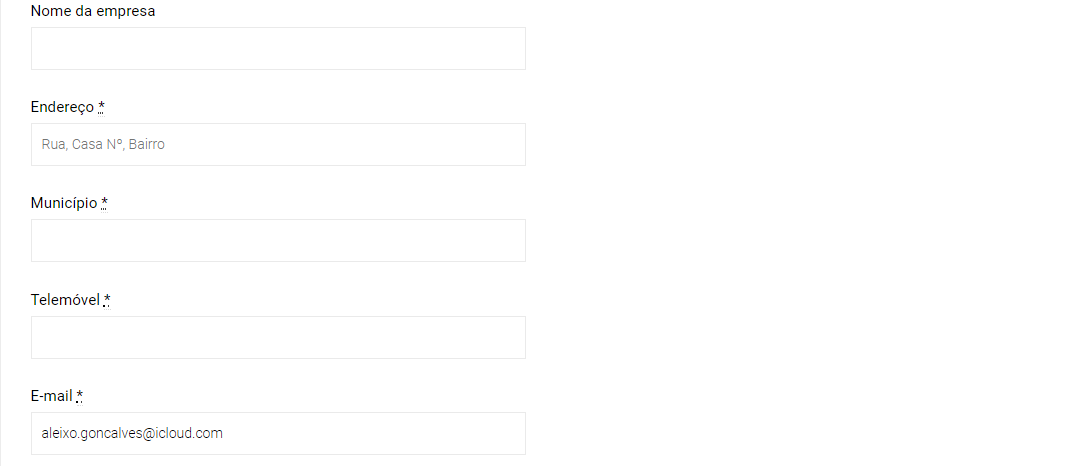 Nome da empresa
Endereço *
Rua, Casa Nº, Bairro
Município *
Telemóvel *
E-mail *
aleixo.goncalves@icloud.com